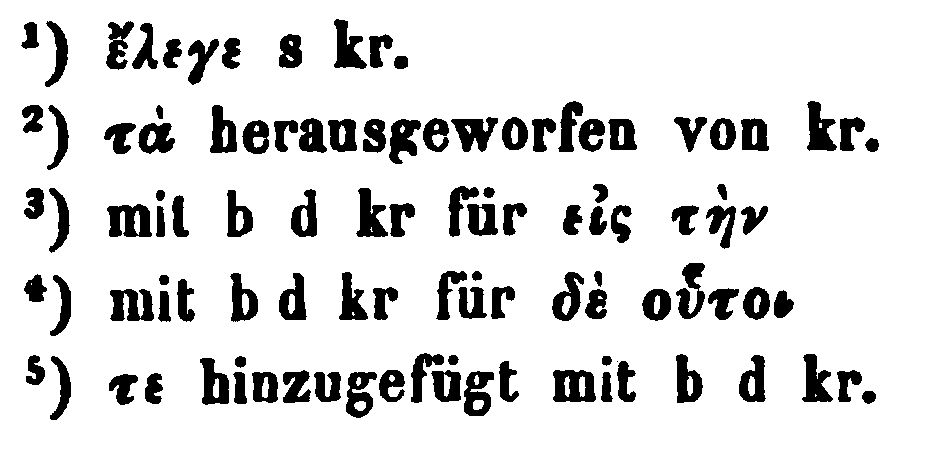 ¹) ἔλεγε s kr.
²) τὰ herausgeworfen von kr.
³) mit b d kr für εἰς τὴν
⁴) mit b d kr für δὲ οὗτοι
⁵) τε hinzugefügt mit b d kr.